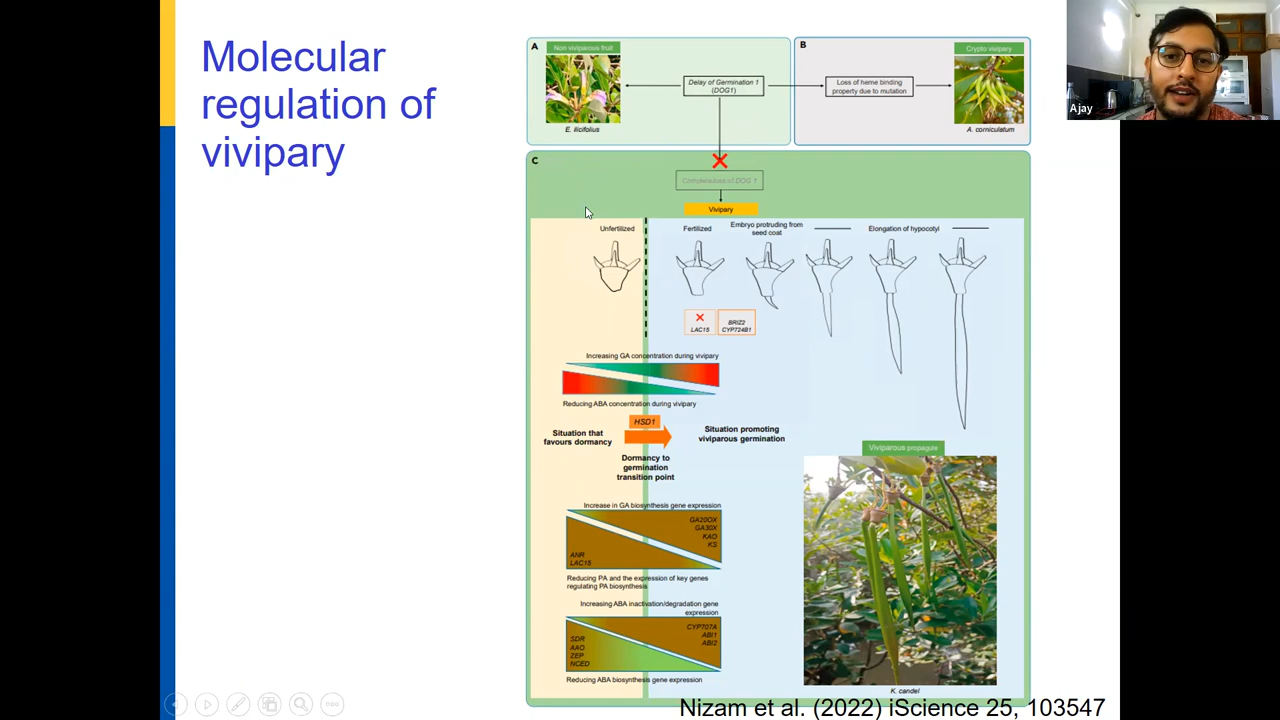 Molecular
regulation of
vivipary
A
Non viviparous fruit
E. ilicifolius
Delay of Germination 1
(DOG1)
B
Loss of heme binding
property due to mutation
Crypto vivipary
A. corniculatum
Ajay
C
Vivipary
Unfertilized
Fertilized
Embryo protruding from
seed coat
Elongation of hypocotyl
LAC15
BRIZ2
CYP724B1
Increasing GA concentration during vivipary
Reducing ABA concentration during vivipary
HSD1
Situation that
favours dormancy
Situation promoting
viviparous germination
Dormancy to
germination
transition point
Increase in GA biosynthesis gene expression
GA20OX
GA30X
KAO
KS
ANR
LAC15
Reducing PA and the expression of key genes
regulating PA biosynthesis
Increasing ABA inactivation/degradation gene
expression
CYP707A
ABI1
ABI2
SDR
AAO
ZEP
NCED
Reducing ABA biosynthesis gene expression
Viviparous propagule
K. candel
Nizam et al. (2022) iScience 25, 103547